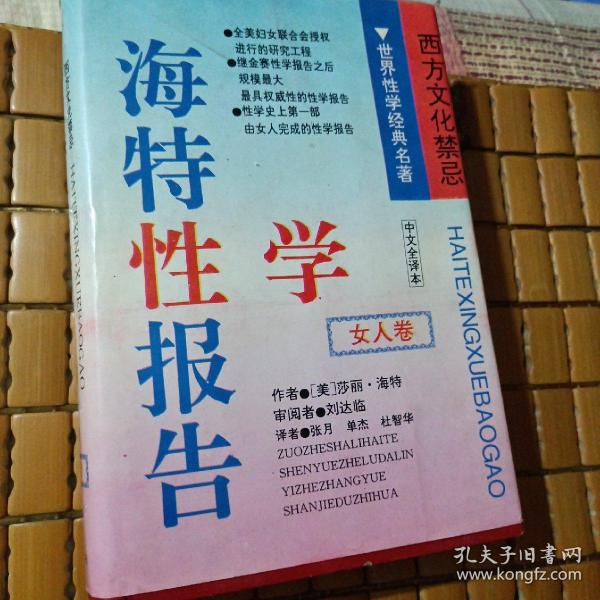 西方文化禁忌
▼世界性学经典名著
●全美妇女联合会授权
进行的研究工程
●继金赛性学报告之后
规模最大
最具权威性的性学报告
●性学史上第一部
由女人完成的性学报告
海特性学报告
中文全译本
女人卷
HAITEXINGXUEBAOGAO
作者●[美]莎丽·海特
审阅者●刘达临
译者●张月 单杰 杜智华
ZUOZHESHALIHAITE
SHENYUEZHELUDALIN
YIZHEZHANGYUE
SHANJIEDUZHIHUA
HAITEXINGXUEBAOGAO
孔夫子旧书网
www.kongfz.com